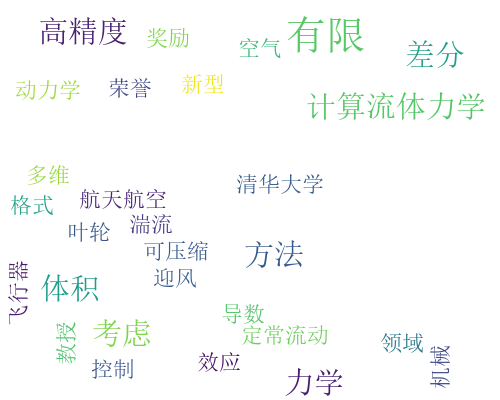 高精度
奖励
空气
有限
差分
动力学
荣誉
新型
计算流体力学
多维
格式
航天航空
清华大学
叶轮
湍流
可压缩
方法
迎风
飞行器
体积
导数
教授
考虑
定常流动
领域
控制
效应
力学
机械